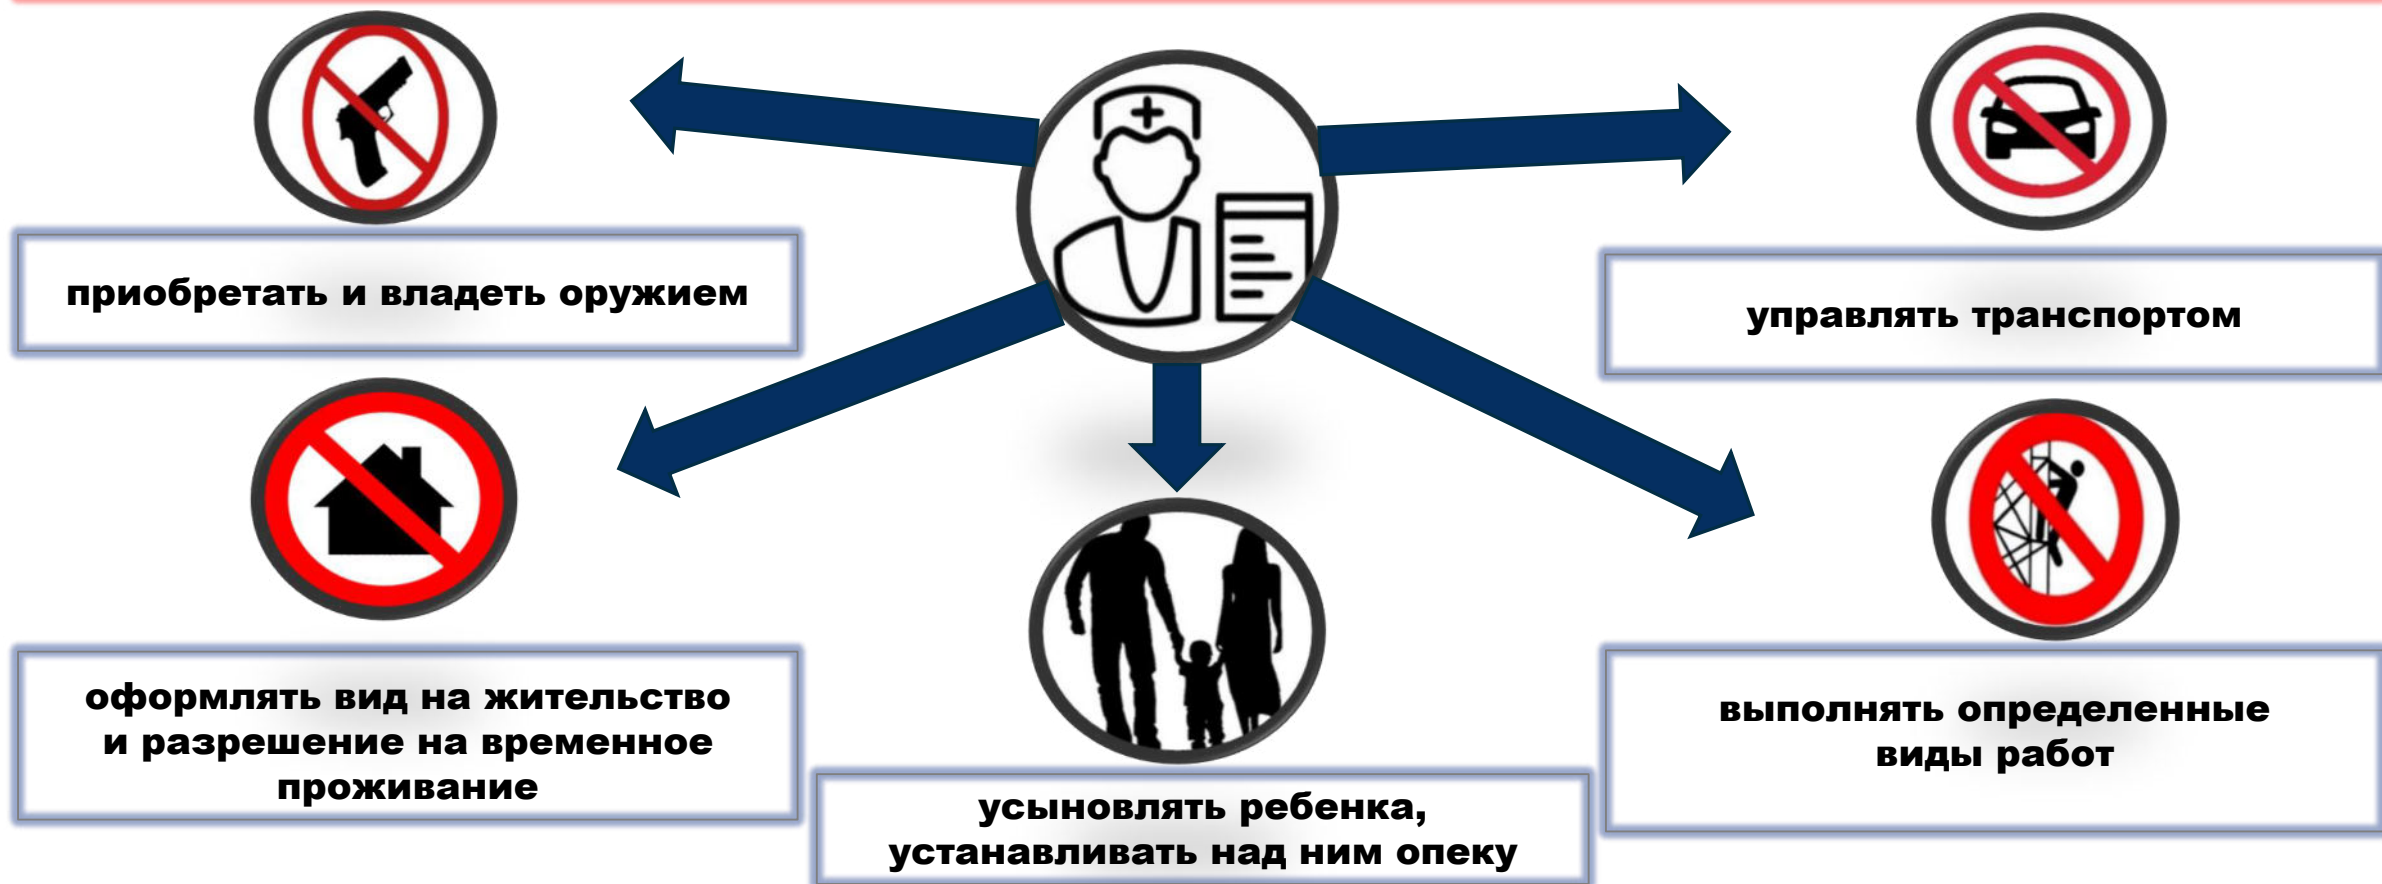 приобретать и владеть оружием
управлять транспортом
оформлять вид на жительство
и разрешение на временное
проживание
усыновлять ребенка,
устанавливать над ним опеку
выполнять определенные
виды работ